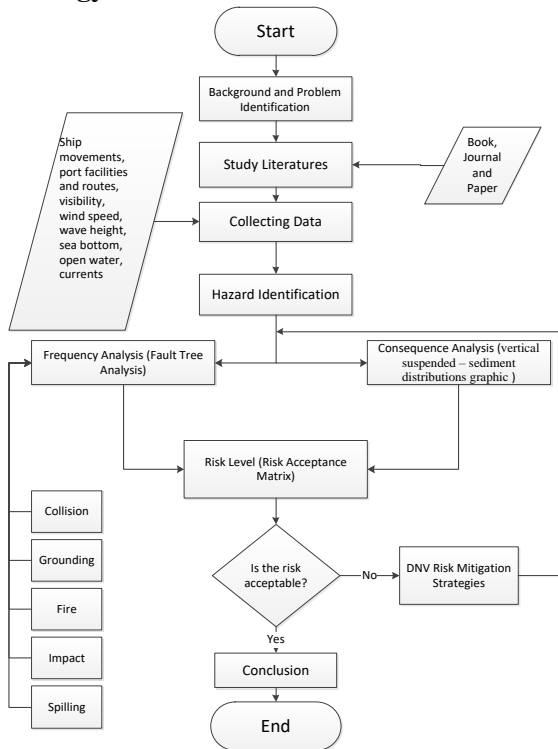 gy
Start
Background and Problem
Identification
Ship
movements,
port facilities
and routes,
visibility,
wind speed,
wave height,
sea bottom,
open water,
currents
Study Literatures
Book,
Journal
and
Paper
Collecting Data
Hazard Identification
Frequency Analysis (Fault Tree
Analysis)
Consequence Analysis (vertical
suspended – sediment
distributions graphic )
Risk Level (Risk Acceptance
Matrix)
Collision
Grounding
Fire
Impact
Spilling
Is the risk
acceptable?
No
DNV Risk Mitigation
Strategies
Yes
Conclusion
End